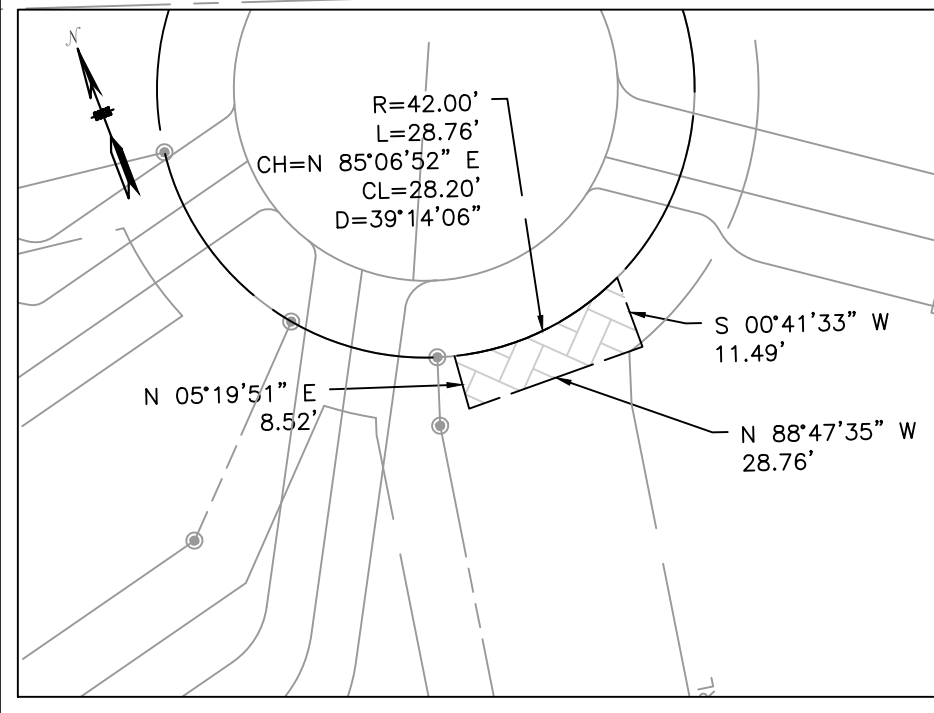 N
R=42.00'
L=28.76'
CH=N 85°06'52" E
CL=28.20'
D=39°14'06"
S 00°41'33" W
11.49'
N 05°19'51" E
8.52'
N 88°47'35" W
28.76'